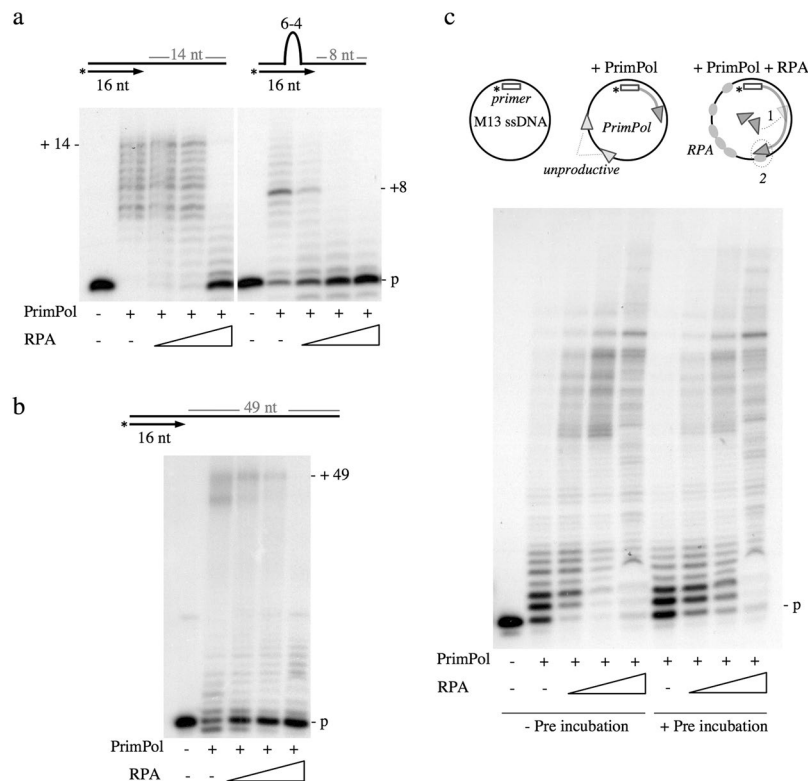 a
6-4
14 nt
8 nt
*
*
16 nt
16 nt
+ 14 -
- +8
- p
PrimPol - + + + + - + + + +
RPA - -
b
49 nt
*
16 nt
- + 49
- p
PrimPol - + + + +
RPA - -
c
+ PrimPol
+ PrimPol + RPA
*
primer
M13 ssDNA
*
PrimPol
unproductive
*
1
RPA
2
- p
PrimPol - + + + + + + + +
RPA - - -
- Pre incubation
+ Pre incubation